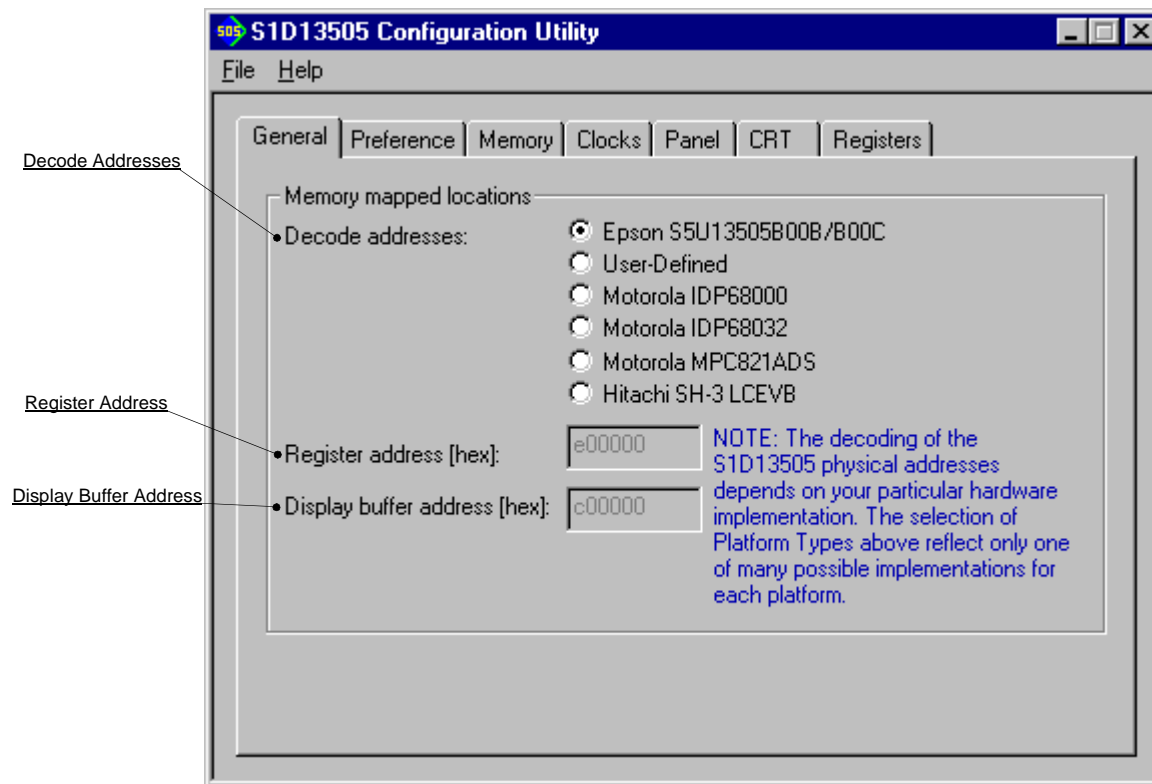 505 S1D13505 Configuration Utility
File Help
General Preference Memory Clocks Panel CRT Registers
Decode Addresses
Memory mapped locations
Decode addresses:
Epson S5U13505B00B/B00C
User-Defined
Motorola IDP68000
Motorola IDP68032
Motorola MPC821ADS
Hitachi SH-3 LCEVB
Register Address
Register address [hex]:
e00000
Display Buffer Address
Display buffer address [hex]:
c00000
NOTE: The decoding of the
S1D13505 physical addresses
depends on your particular hardware
implementation. The selection of
Platform Types above reflect only one
of many possible implementations for
each platform.